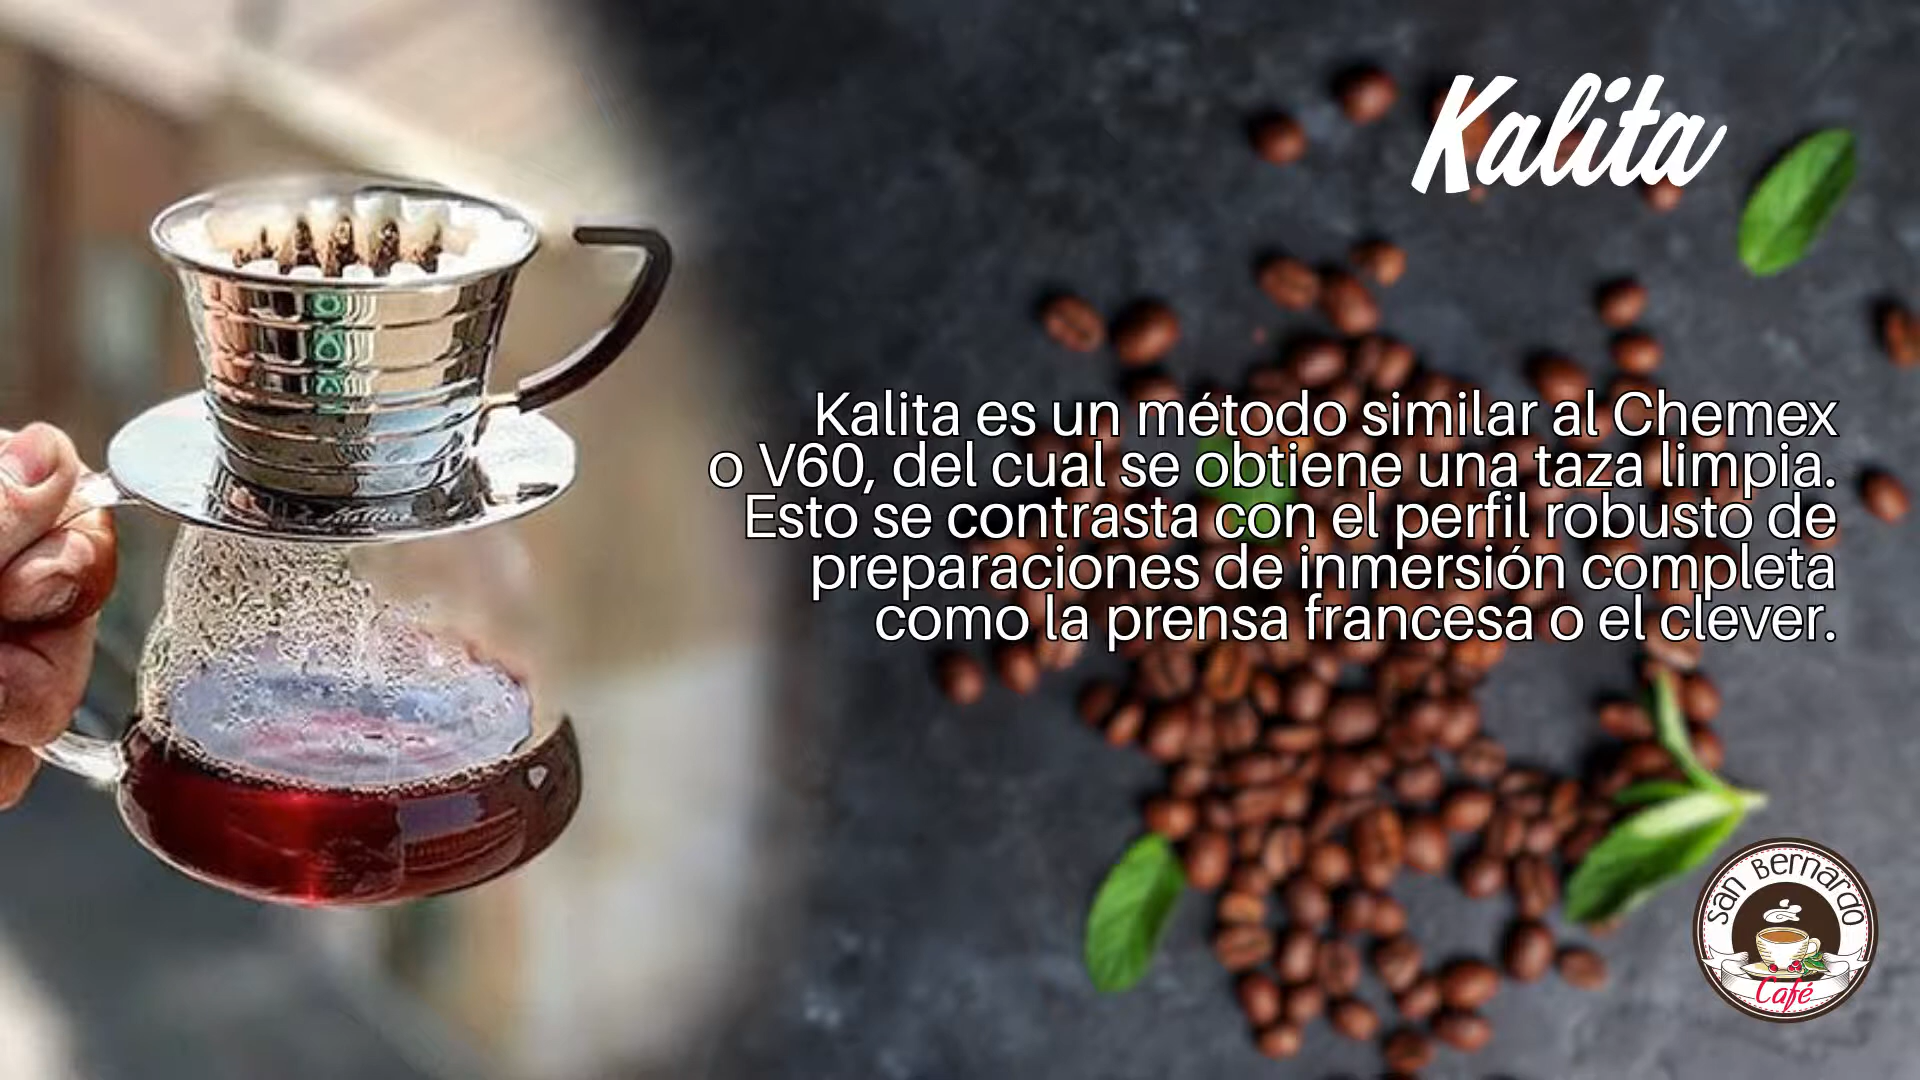 Kalita
Kalita es un método similar al Chemex
o V60, del cual se obtiene una taza limpia.
Esto se contrasta con el perfil robusto de
preparaciones de inmersión completa
como la prensa francesa o el clever.
San Bernardo
Café